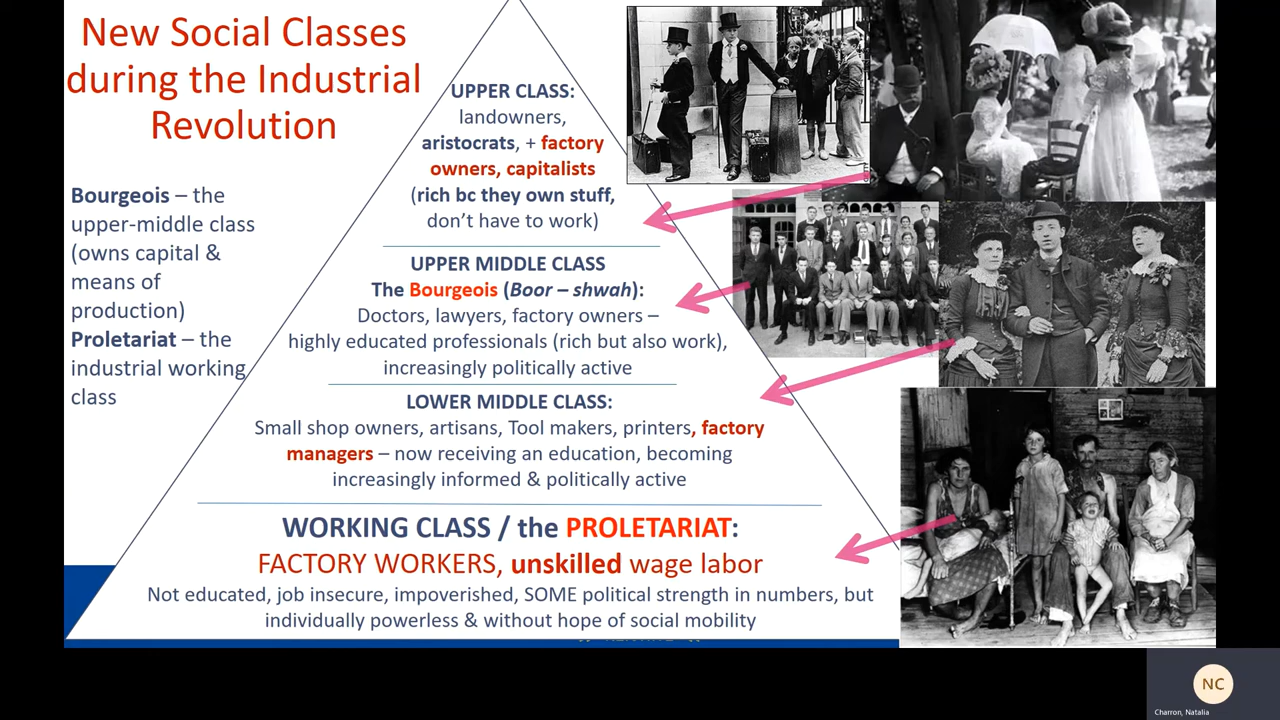 New Social Classes
during the Industrial
Revolution
Bourgeois – the
upper-middle class
(owns capital &
means of
production)
Proletariat – the
industrial working
class
UPPER CLASS:
landowners,
aristocrats, + factory
owners, capitalists
(rich bc they own stuff,
don't have to work)
UPPER MIDDLE CLASS
The Bourgeois (Boor – shwah):
Doctors, lawyers, factory owners –
highly educated professionals (rich but also work),
increasingly politically active
LOWER MIDDLE CLASS:
Small shop owners, artisans, Tool makers, printers, factory
managers – now receiving an education, becoming
increasingly informed & politically active
WORKING CLASS / the PROLETARIAT:
FACTORY WORKERS, unskilled wage labor
Not educated, job insecure, impoverished, SOME political strength in numbers, but
individually powerless & without hope of social mobility
NC
Charron, Natalia